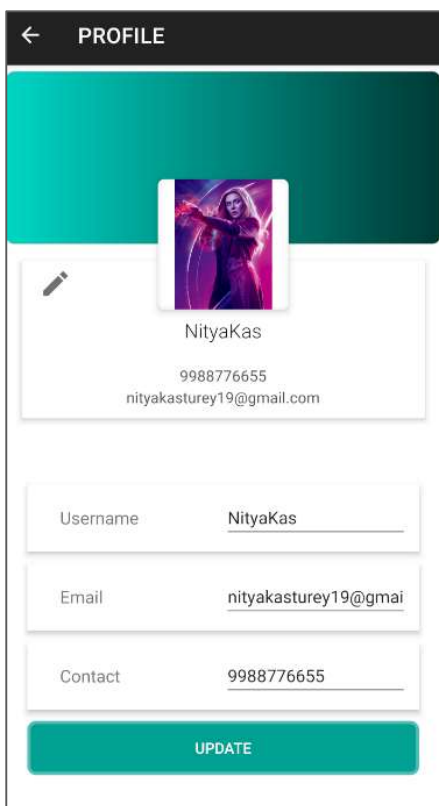 PROFILE
NityaKas
9988776655
nityakasturey19@gmail.com
Username NityaKas
Email nityakasturey19@gmai
Contact 9988776655
UPDATE